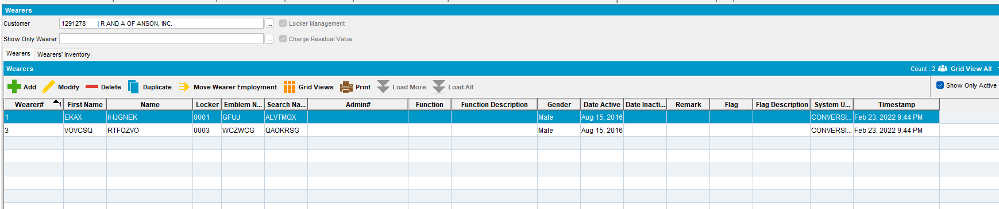 Wearers
Customer 1291278 | R AND A OF ANSON, INC. ... Locker Management
Show Only Wearer ... Charge Residual Value
Wearers Wearers' Inventory
Wearers Count : 2 Grid View All
Add Modify Delete Duplicate Move Wearer Employment Grid Views Print Load More Load All Show Only Active
Wearer# 1 First Name Name Locker Emblem N... Search Na... Admin# Function Function Description Gender Date Active Date Inacti... Remark Flag Flag Description System U... Timestamp
1 EKAX IHJGNEK 0001 GFUJ ALVTMQX Male Aug 15, 2016 CONVERSI... Feb 23, 2022 9:44 PM
3 VOVCSQ RTFQZVO 0003 WCZWCG QAOKRSG Male Aug 15, 2016 CONVERSI... Feb 23, 2022 9:44 PM